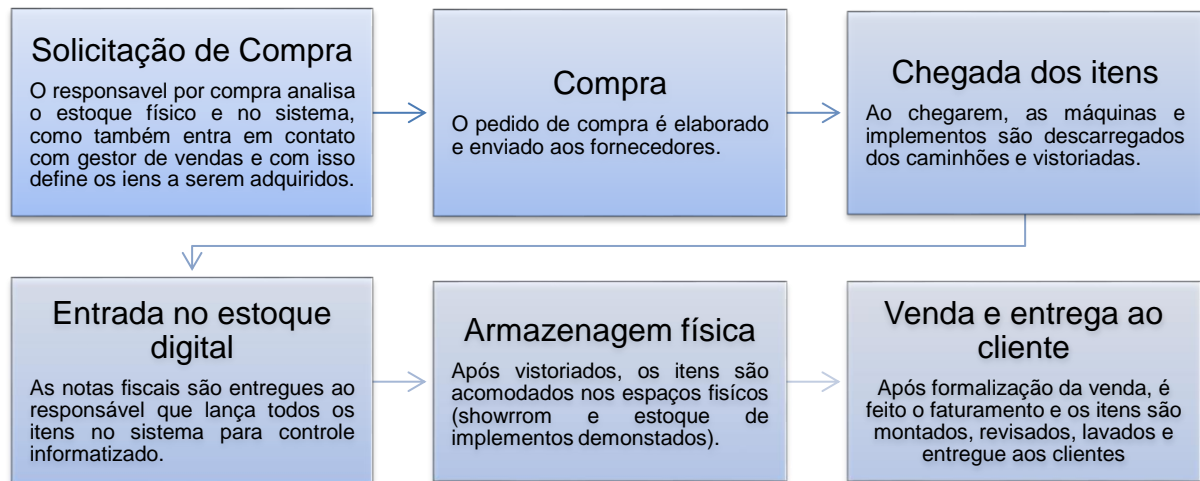 Solicitação de Compra
O responsavel por compra analisa
o estoque físico e no sistema,
como também entra em contato
com gestor de vendas e com isso
define os iens a serem adquiridos.
Compra
O pedido de compra é elaborado
e enviado aos fornecedores.
Chegada dos itens
Ao chegarem, as máquinas e
implementos são descarregados
dos caminhões e vistoriadas.
Entrada no estoque
digital
As notas fiscais são entregues ao
responsável que lança todos os
itens no sistema para controle
informatizado.
Armazenagem física
Após vistoriados, os itens são
acomodados nos espaços fisícos
(showrrom e estoque de
implementos demonstados).
Venda e entrega ao
cliente
Após formalização da venda, é
feito o faturamento e os itens são
montados, revisados, lavados e
entregue aos clientes